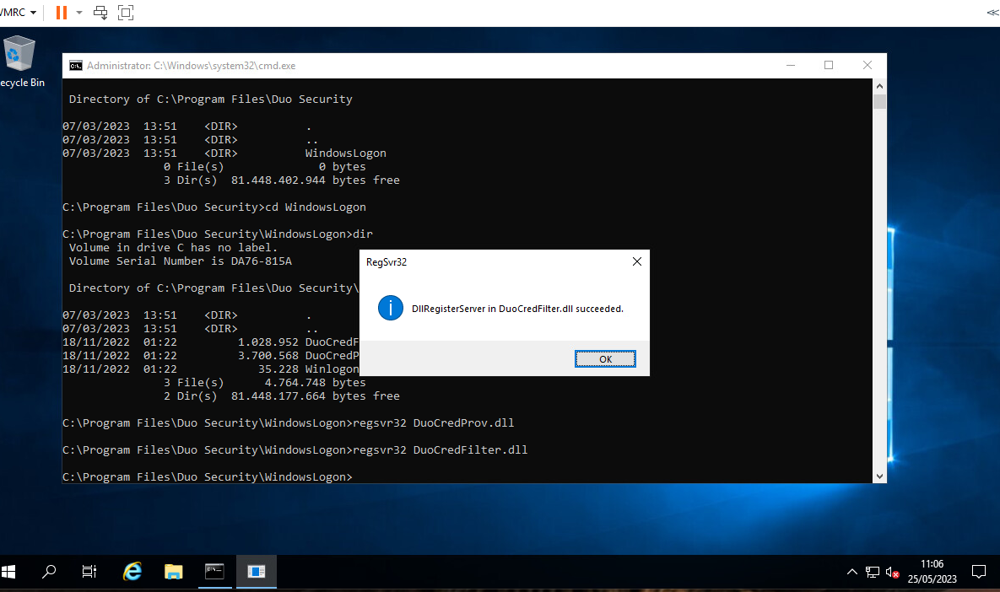 VMRC
ecycle Bin
Administrator: C:\Windows\system32\cmd.exe
Directory of C:\Program Files\Duo Security
07/03/2023  13:51    <DIR>          .
07/03/2023  13:51    <DIR>          ..
07/03/2023  13:51    <DIR>          WindowsLogon
0 File(s)              0 bytes
3 Dir(s)  81.448.402.944 bytes free
C:\Program Files\Duo Security>cd WindowsLogon
C:\Program Files\Duo Security\WindowsLogon>dir
Volume in drive C has no label.
Volume Serial Number is DA76-815A
Directory of C:\Program Files\Duo Security\
07/03/2023  13:51    <DIR>          .
07/03/2023  13:51    <DIR>          ..
18/11/2022  01:22         1.028.952 DuoCredF
18/11/2022  01:22         3.700.568 DuoCredP
18/11/2022  01:22            35.228 Winlogon
3 File(s)      4.764.748 bytes
2 Dir(s)  81.448.177.664 bytes free
C:\Program Files\Duo Security\WindowsLogon>regsvr32 DuoCredProv.dll
C:\Program Files\Duo Security\WindowsLogon>regsvr32 DuoCredFilter.dll
C:\Program Files\Duo Security\WindowsLogon>
RegSvr32
DllRegisterServer in DuoCredFilter.dll succeeded.
OK
11:06
25/05/2023